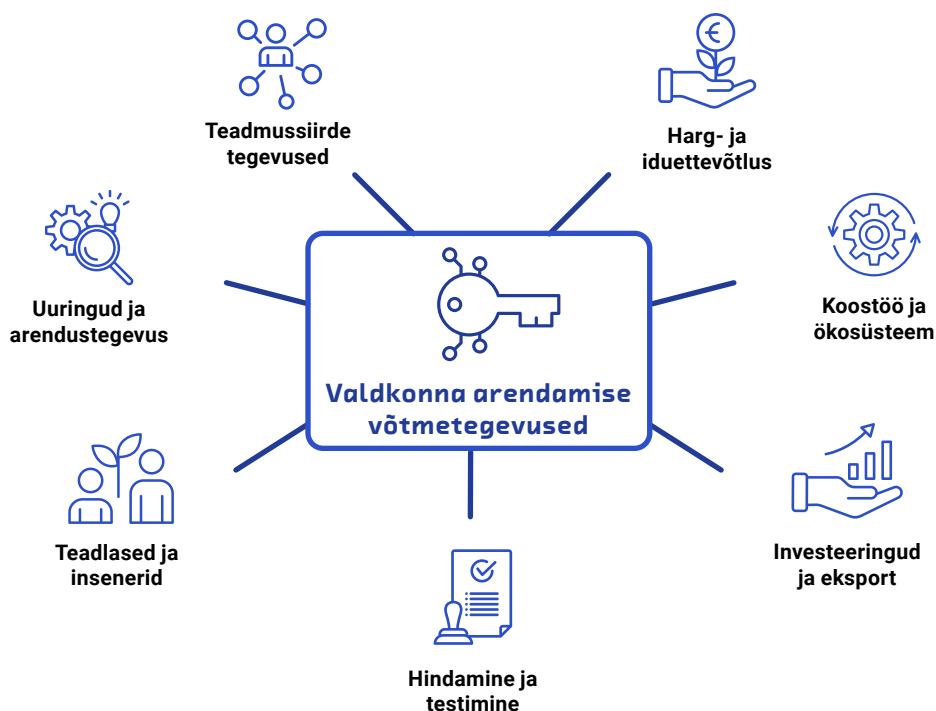 Teadmussiirde
tegevused
Harg- ja
iduettevõtlus
Uuringud ja
arendustegevus
Koostöö ja
ökosüsteem
Valdkonna arendamise
võtmetegevused
Teadlased ja
insenerid
Investeeringud
ja eksport
Hindamine ja
testimine